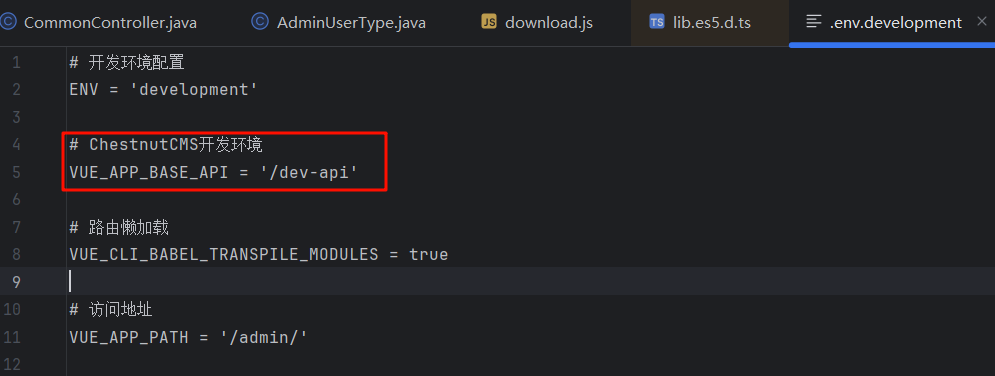 CommonController.java AdminUserType.java download.js lib.es5.d.ts .env.development
1 # 开发环境配置
2 ENV = 'development'
3
4 # ChestnutCMS开发环境
5 VUE_APP_BASE_API = '/dev-api'
6
7 # 路由懒加载
8 VUE_CLI_BABEL_TRANSPILE_MODULES = true
9
10 # 访问地址
11 VUE_APP_PATH = '/admin/'
12